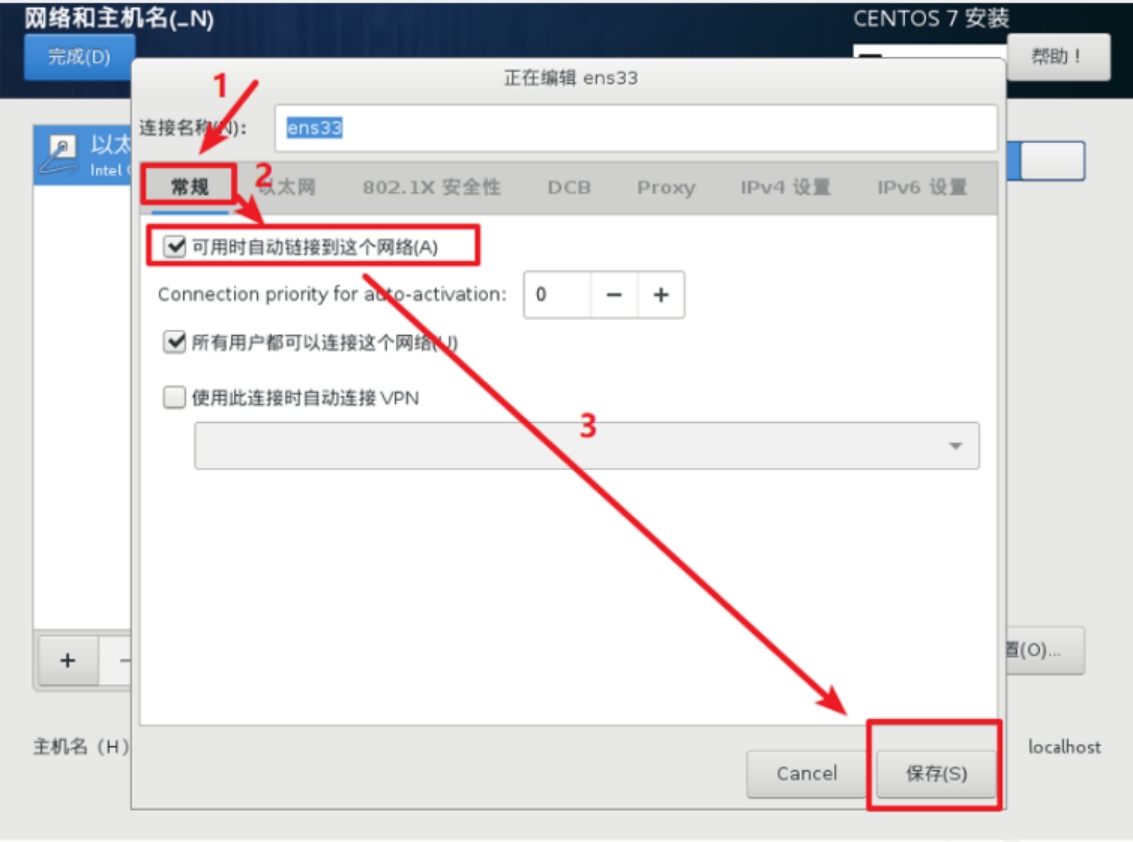 网络和主机名(_N)
CENTOS 7 安装
完成(D)
帮助！
正在编辑 ens33
1
连接名称(N):
ens33
以太
Intel
2
常规
以太网
802.1X 安全性
DCB
Proxy
IPv4 设置
IPv6 设置
可用时自动链接到这个网络(A)
Connection priority for auto-activation:
0
−
+
所有用户都可以连接这个网络(U)
使用此连接时自动连接 VPN
3
+
−
置(O)...
主机名（H）
localhost
Cancel
保存(S)